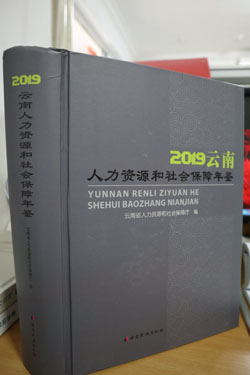 2019
云南人力资源和社会保障年鉴
2019云南
人力资源和社会保障年鉴
YUNNAN RENLI ZIYUAN HE
SHEHUI BAOZHANG NIANJIAN
云南省人力资源和社会保障厅 编